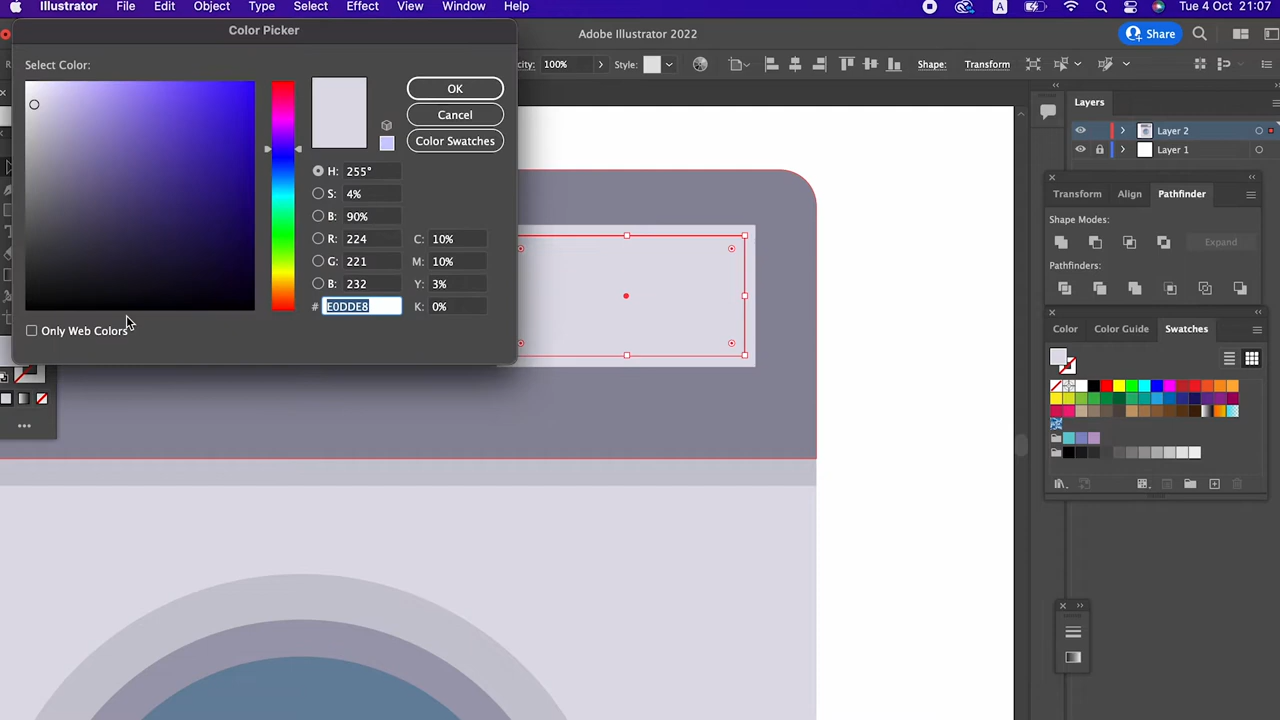 Illustrator File Edit Object Type Select Effect View Window Help A Tue 4 Oct 21:07
Color Picker
Adobe Illustrator 2022
Share
Select Color:
OK
Cancel
Color Swatches
H: 255°
S: 4%
B: 90%
R: 224
G: 221
B: 232
# E0DDE8
C: 10%
M: 10%
Y: 3%
K: 0%
Only Web Colors
100%
Style:
Shape:
Transform
Layers
Layer 2
Layer 1
Transform Align Pathfinder
Shape Modes:
Expand
Pathfinders:
Color Color Guide Swatches